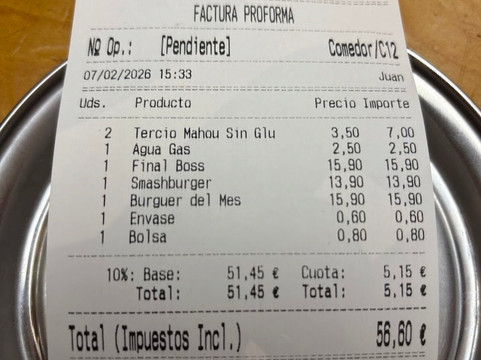 FACTURA PROFORMA
Nº Op.: [Pendiente] Comedor/C12
07/02/2026 15:33 Juan
Uds. Producto Precio Importe
2 Tercio Mahou Sin Glu 3,50 7,00
1 Agua Gas 2,50 2,50
1 Final Boss 15,90 15,90
1 Smashburger 13,90 13,90
1 Burguer del Mes 15,90 15,90
1 Envase 0,60 0,60
1 Bolsa 0,80 0,80
10%: Base: 51,45 € Cuota: 5,15 €
Total: 51,45 € Total: 5,15 €
Total (Impuestos Incl.) 56,60 €